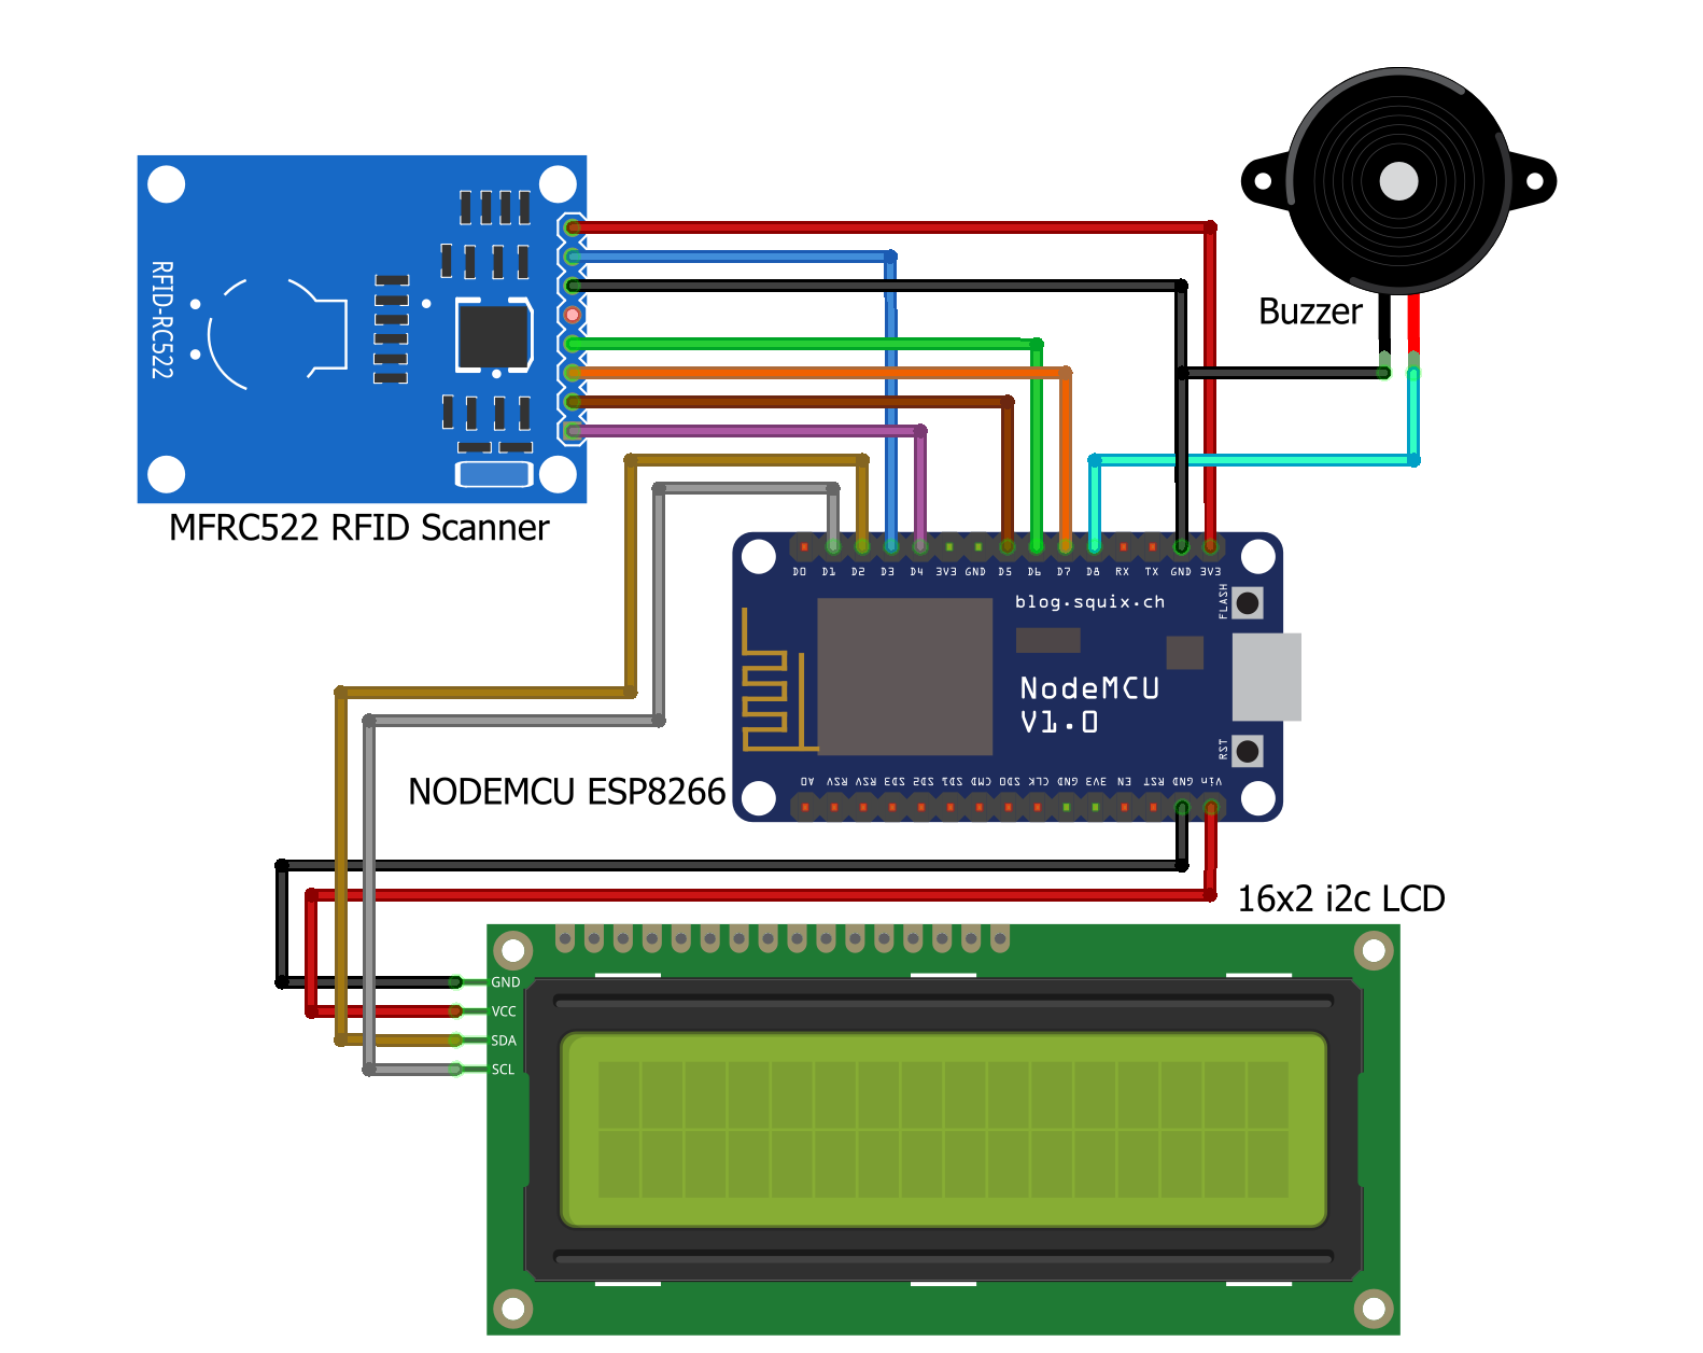 RFID-RC522
Buzzer
MFRC522 RFID Scanner
D0 D1 D2 D3 D4 3V3 GND D5 D6 D7 D8 RX TX GND 3V3
blog.squix.ch
FLASH
NodeMCU
V1.0
RST
NODEMCU ESP8266
A0 RSV RSV SD3 SD2 SD1 CMD SD0 CLK GND 3V3 EN RST GND Vin
16x2 i2c LCD
GND
VCC
SDA
SCL